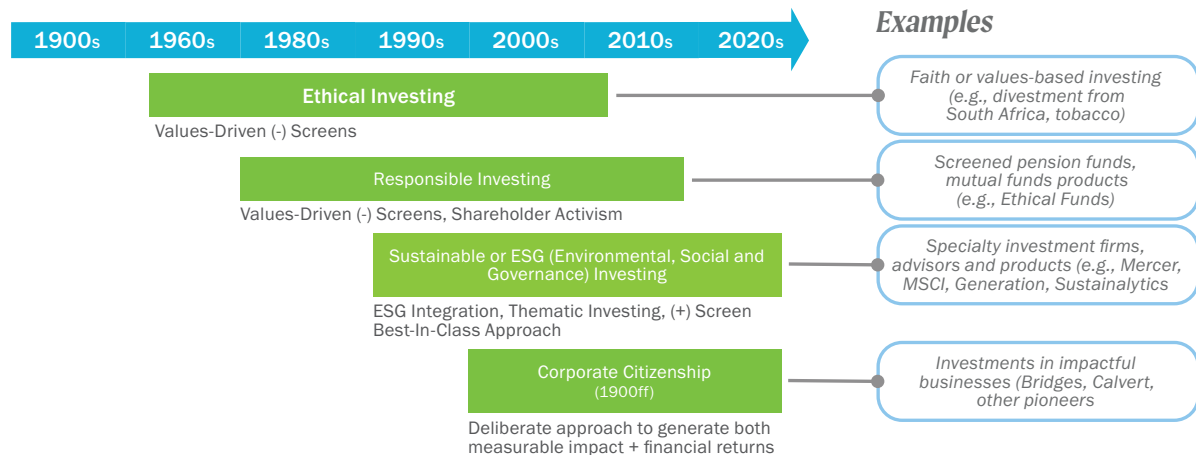 Examples
1900s 1960s 1980s 1990s 2000s 2010s 2020s
Ethical Investing
Values-Driven (-) Screens
Faith or values-based investing
(e.g., divestment from
South Africa, tobacco)
Responsible Investing
Values-Driven (-) Screens, Shareholder Activism
Screened pension funds,
mutual funds products
(e.g., Ethical Funds)
Sustainable or ESG (Environmental, Social and
Governance) Investing
ESG Integration, Thematic Investing, (+) Screen
Best-In-Class Approach
Specialty investment firms,
advisors and products (e.g., Mercer,
MSCI, Generation, Sustainalytics
Corporate Citizenship
(1900ff)
Deliberate approach to generate both
measurable impact + financial returns
Investments in impactful
businesses (Bridges, Calvert,
other pioneers